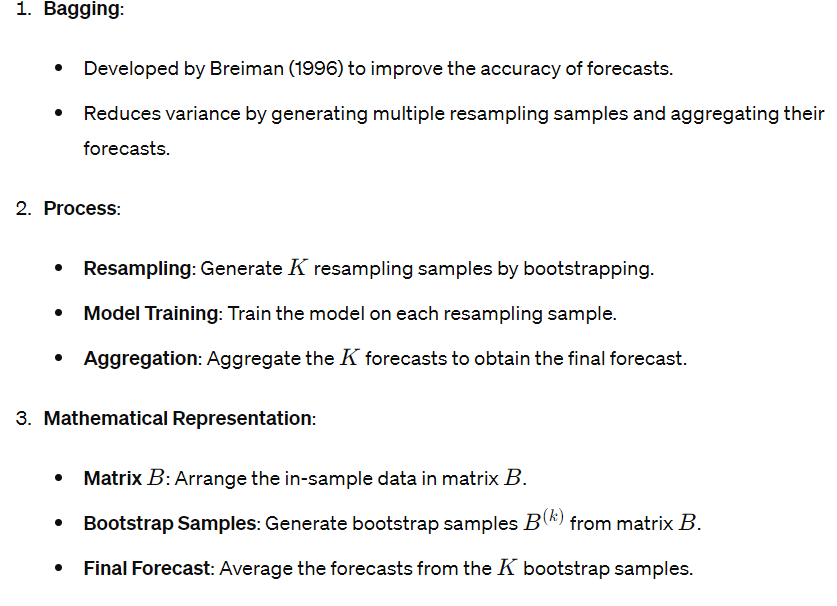 1. Bagging:
• Developed by Breiman (1996) to improve the accuracy of forecasts.
• Reduces variance by generating multiple resampling samples and aggregating their
forecasts.
2. Process:
• Resampling: Generate K resampling samples by bootstrapping.
• Model Training: Train the model on each resampling sample.
• Aggregation: Aggregate the K forecasts to obtain the final forecast.
3. Mathematical Representation:
• Matrix B: Arrange the in-sample data in matrix B.
• Bootstrap Samples: Generate bootstrap samples B^(k) from matrix B.
• Final Forecast: Average the forecasts from the K bootstrap samples.